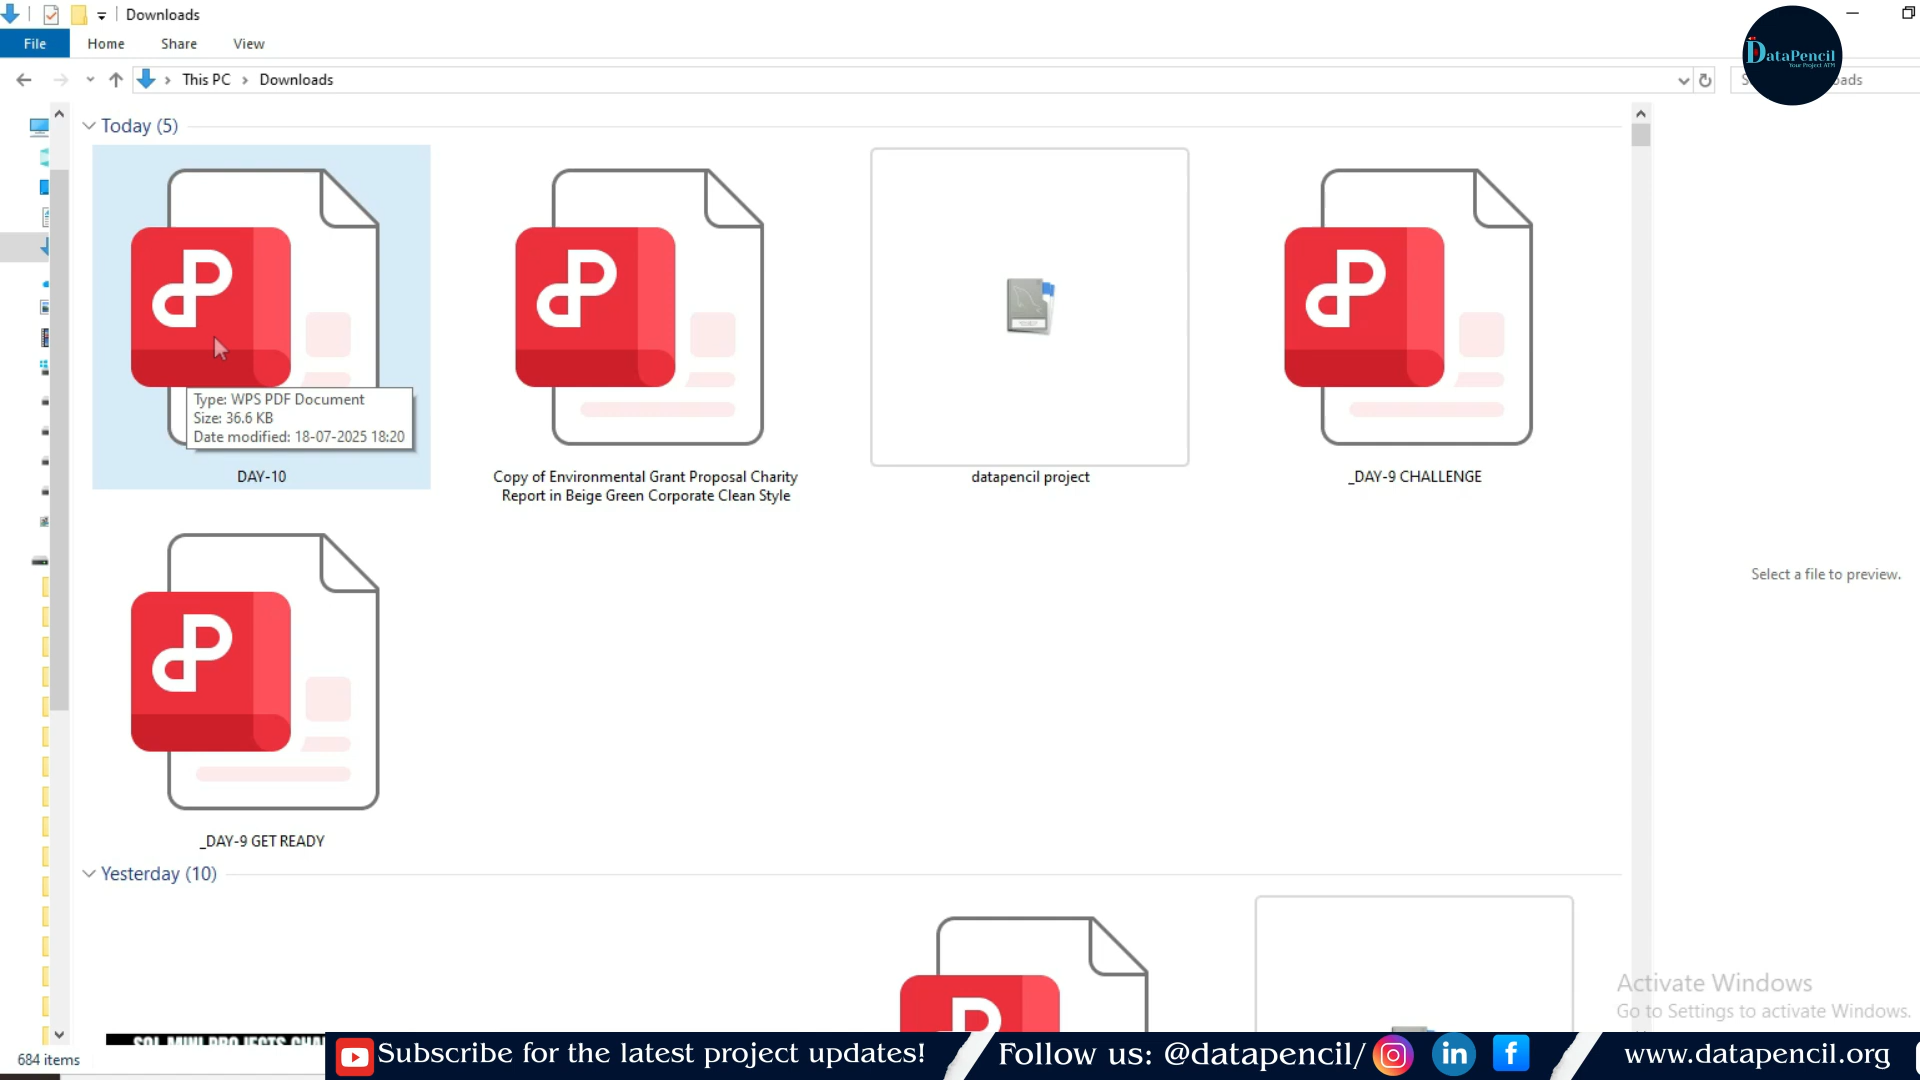 Downloads
File Home Share View
This PC Downloads
DataPencil
Your Project ATM
Today (5)
Type: WPS PDF Document
Size: 36.6 KB
Date modified: 18-07-2025 18:20
DAY-10
Copy of Environmental Grant Proposal Charity
Report in Beige Green Corporate Clean Style
datapencil project
_DAY-9 CHALLENGE
Select a file to preview.
_DAY-9 GET READY
Yesterday (10)
Activate Windows
Go to Settings to activate Windows.
684 items
Subscribe for the latest project updates!
Follow us: @datapencil/
www.datapencil.org